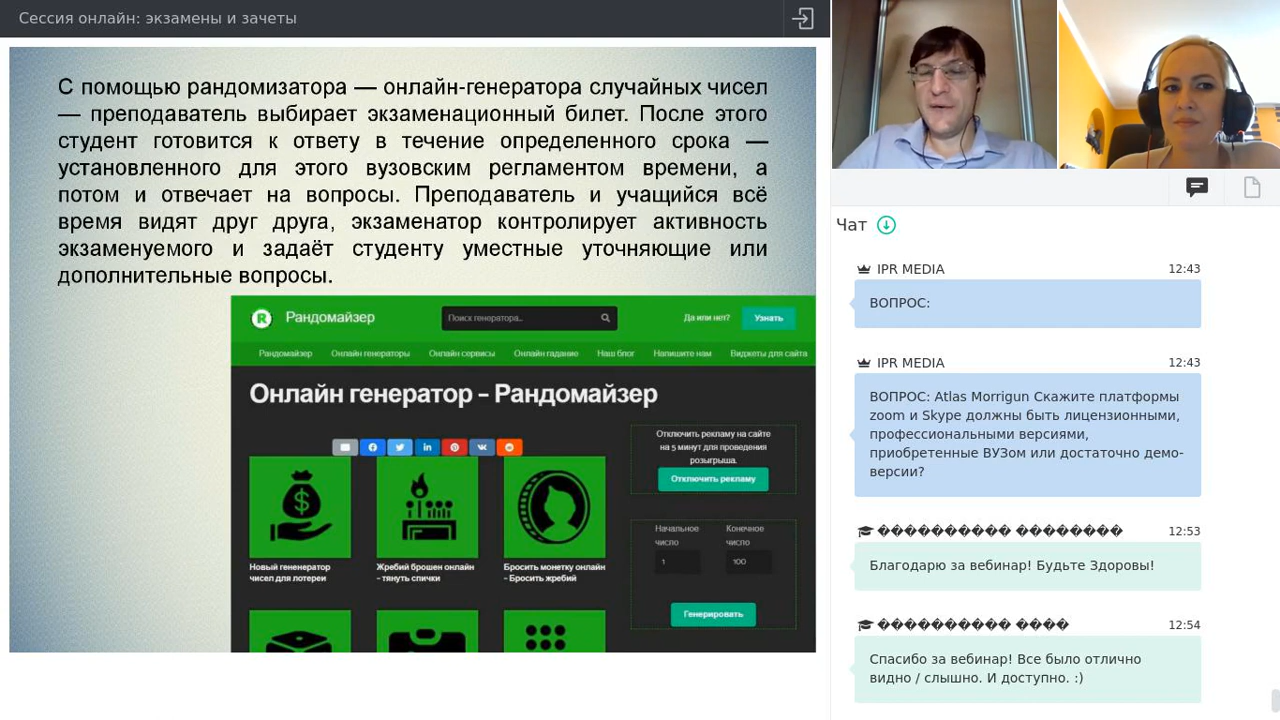 Сессия онлайн: экзамены и зачеты
С помощью рандомизатора — онлайн-генератора случайных чисел
— преподаватель выбирает экзаменационный билет. После этого
студент готовится к ответу в течение определенного срока —
установленного для этого вузовским регламентом времени, а
потом и отвечает на вопросы. Преподаватель и учащийся всё
время видят друг друга, экзаменатор контролирует активность
экзаменуемого и задаёт студенту уместные уточняющие или
дополнительные вопросы.
R Рандомайзер
Поиск генератора...
Да или нет?
Узнать
Рандомайзер Онлайн генераторы Онлайн сервисы Онлайн гадание Наш блог Напишите нам Виджеты для сайта
Онлайн генератор – Рандомайзер
Отключить рекламу на сайте
на 5 минут для проведения
розыгрыша.
Отключить рекламу
Новый гененератор
чисел для лотереи
Жребий брошен онлайн
- тянуть спички
Бросить монетку онлайн
- Бросить жребий
Начальное
число
Конечное
число
1
100
Генерировать
Чат
IPR MEDIA 12:43
ВОПРОС:
IPR MEDIA 12:43
ВОПРОС: Atlas Morrigun Скажите платформы
zoom и Skype должны быть лицензионными,
профессиональными версиями,
приобретенные ВУЗом или достаточно демо-
версии?
12:53
Благодарю за вебинар! Будьте Здоровы!
12:54
Спасибо за вебинар! Все было отлично
видно / слышно. И доступно. :)